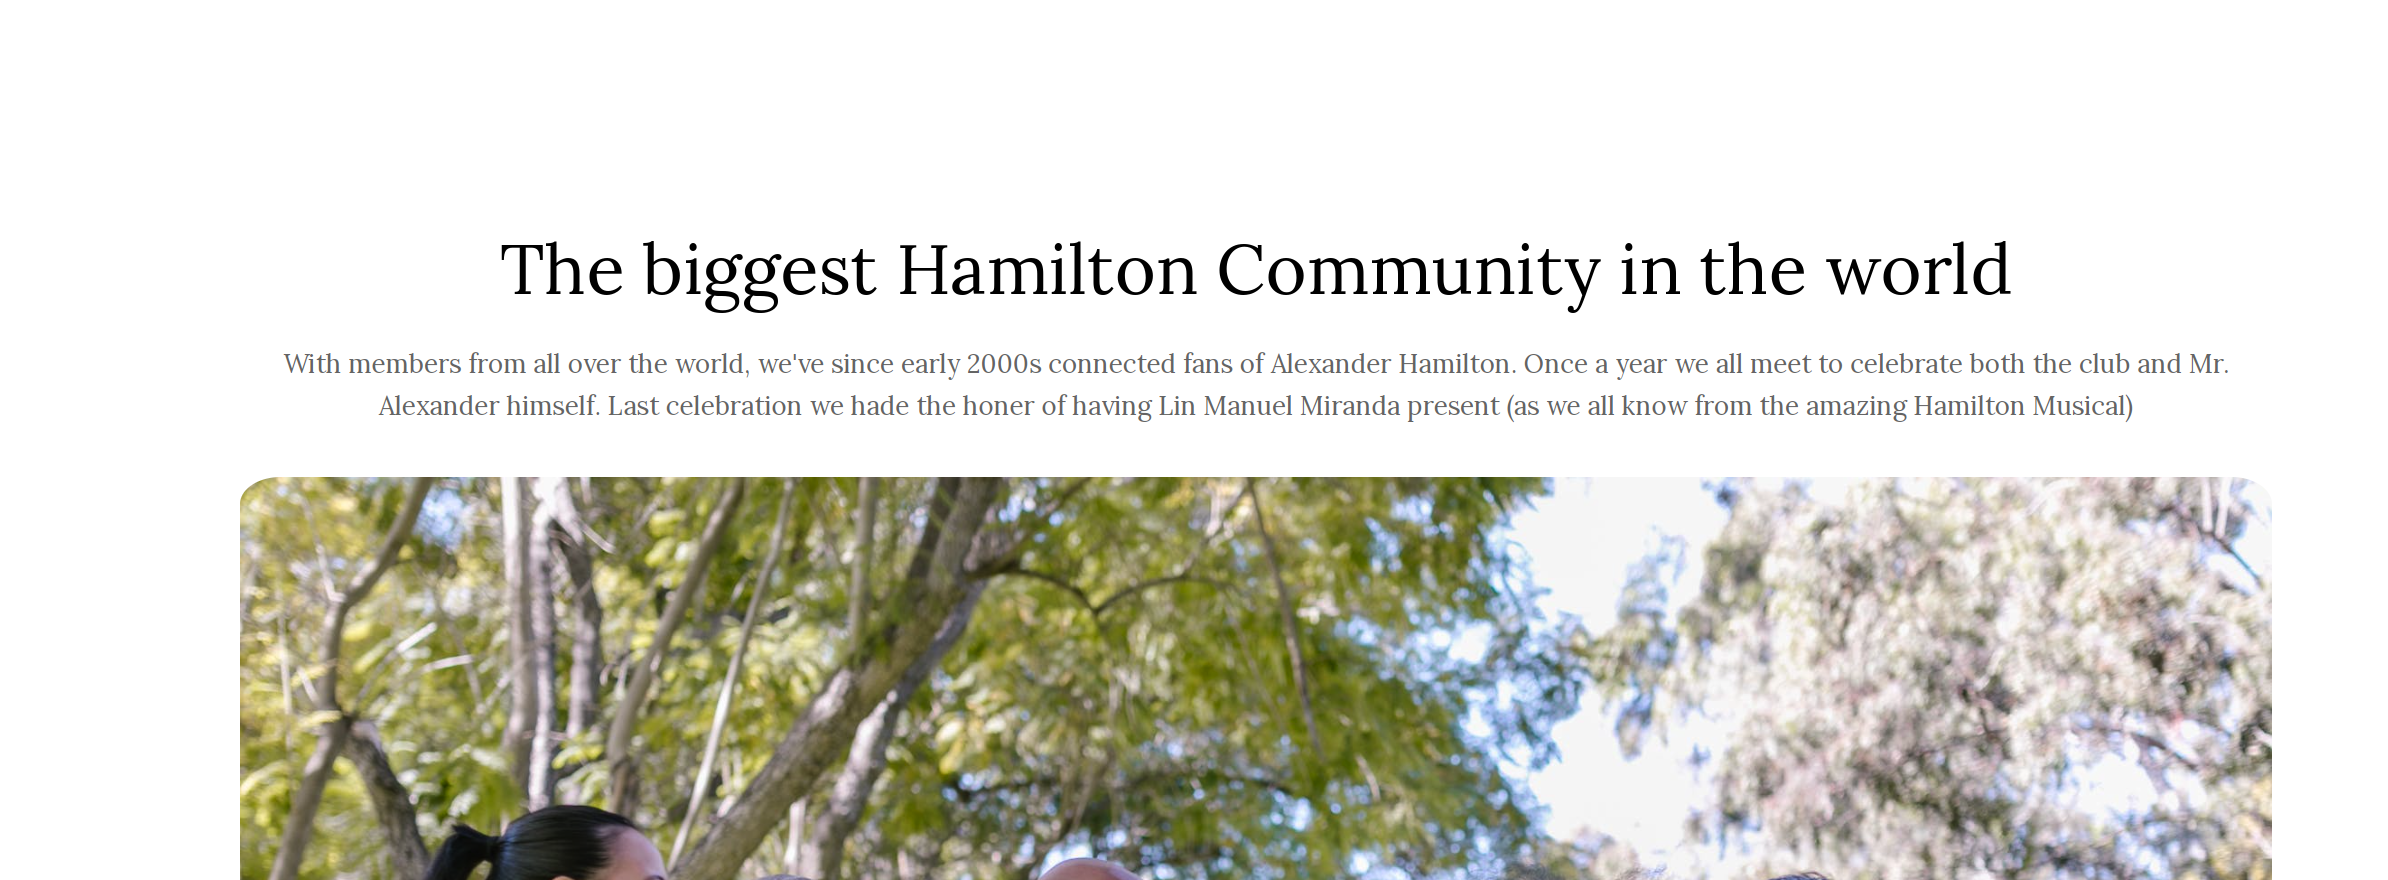 The biggest Hamilton Community in the world
With members from all over the world, we've since early 2000s connected fans of Alexander Hamilton. Once a year we all meet to celebrate both the club and Mr.
Alexander himself. Last celebration we hade the honer of having Lin Manuel Miranda present (as we all know from the amazing Hamilton Musical)